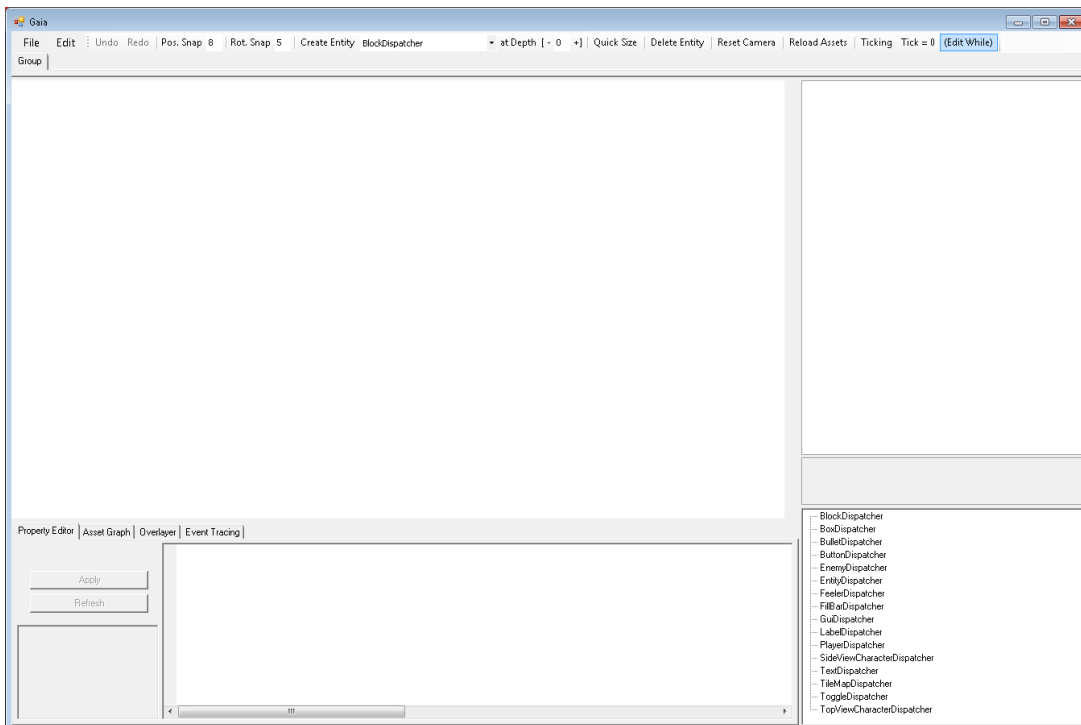 Gaia
File Edit Undo Redo Pos. Snap 8 Rot. Snap 5 Create Entity BlockDispatcher at Depth [ - 0 +] Quick Size Delete Entity Reset Camera Reload Assets Ticking Tick = 0 (Edit While)
Group
Property Editor Asset Graph Overlayer Event Tracing
Apply
Refresh
BlockDispatcher
BoxDispatcher
BulletDispatcher
ButtonDispatcher
EnemyDispatcher
EntityDispatcher
FeelerDispatcher
FillBarDispatcher
GuiDispatcher
LabelDispatcher
PlayerDispatcher
SideViewCharacterDispatcher
TextDispatcher
TileMapDispatcher
ToggleDispatcher
TopViewCharacterDispatcher